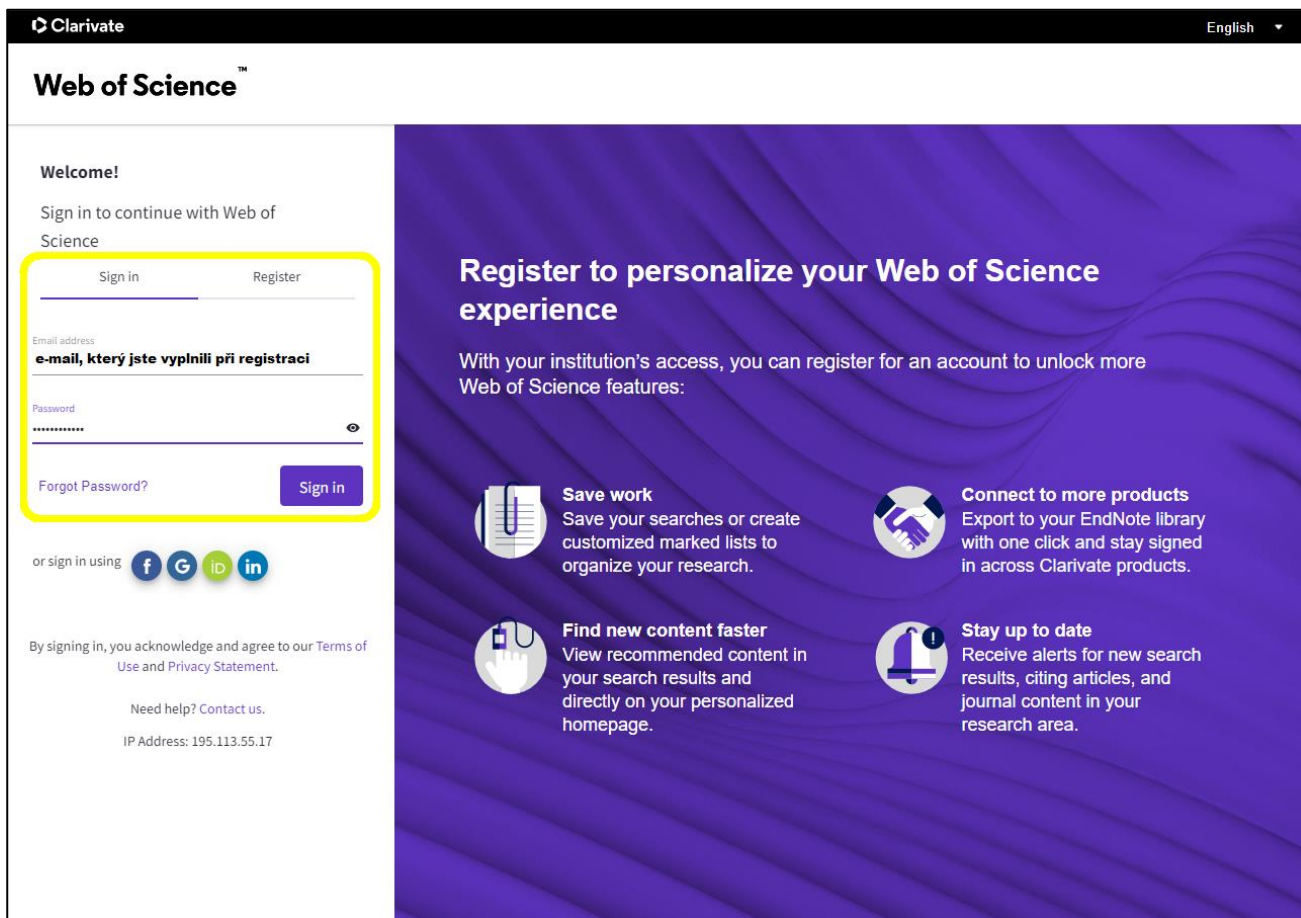 Clarivate
English
Web of Science™
Welcome!
Sign in to continue with Web of
Science
Sign in
Register
Email address
e-mail, který jste vyplnili při registraci
Password
••••••••••••
Forgot Password?
Sign in
or sign in using f G iD in
By signing in, you acknowledge and agree to our Terms of
Use and Privacy Statement.
Need help? Contact us.
IP Address: 195.113.55.17
Register to personalize your Web of Science
experience
With your institution's access, you can register for an account to unlock more
Web of Science features:
Save work
Save your searches or create
customized marked lists to
organize your research.
Connect to more products
Export to your EndNote library
with one click and stay signed
in across Clarivate products.
Find new content faster
View recommended content in
your search results and
directly on your personalized
homepage.
Stay up to date
Receive alerts for new search
results, citing articles, and
journal content in your
research area.